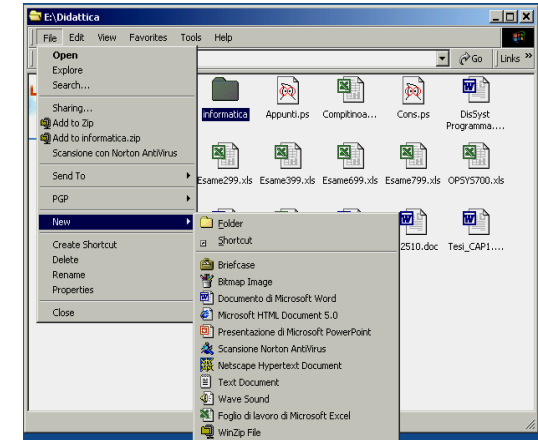 E:\Didattica
File Edit View Favorites Tools Help
Go Links »
Open
Explore
Search...
Sharing...
Add to Zip
Add to informatica.zip
Scansione con Norton AntiVirus
Send To
PGP
New
Create Shortcut
Delete
Rename
Properties
Close
informatica Appunti.ps Compitinoa... Cons.ps DisSyst
Programma....
Esame299.xls Esame399.xls Esame699.xls Esame799.xls OPSYS700.xls
2510.doc Tesi_CAP1....
Folder
Shortcut
Briefcase
Bitmap Image
Documento di Microsoft Word
Microsoft HTML Document 5.0
Presentazione di Microsoft PowerPoint
Scansione Norton AntiVirus
Netscape Hypertext Document
Text Document
Wave Sound
Foglio di lavoro di Microsoft Excel
WinZip File